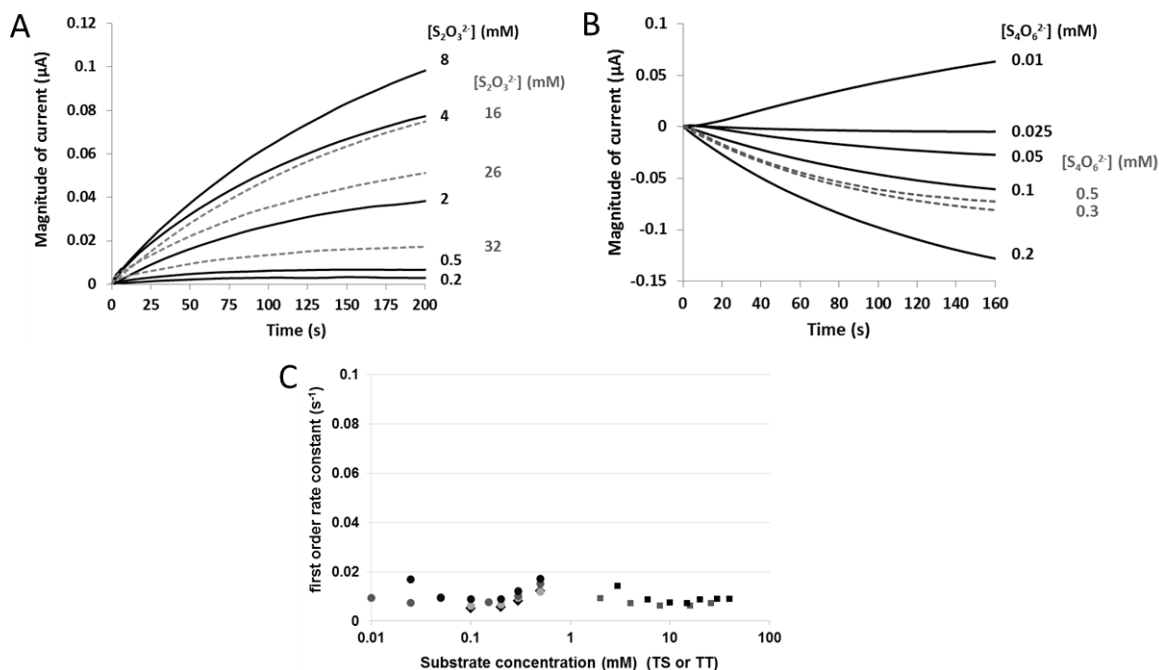 A
[S₂O₃²⁻] (mM)
0.12
0.1
0.08
0.06
0.04
0.02
0
Magnitude of current (µA)
8
[S₂O₃²⁻] (mM)
4
16
26
2
32
0.5
0.2
0 25 50 75 100 125 150 175 200
Time (s)
B
[S₄O₆²⁻] (mM)
0.1
0.05
0
-0.05
-0.1
-0.15
Magnitude of current (µA)
0.01
0.025
0.05
[S₄O₆²⁻] (mM)
0.1
0.5
0.3
0.2
0 20 40 60 80 100 120 140 160
Time (s)
C
0.1
0.08
0.06
0.04
0.02
0
first order rate constant (s⁻¹)
0.01 0.1 1 10 100
Substrate concentration (mM) (TS or TT)